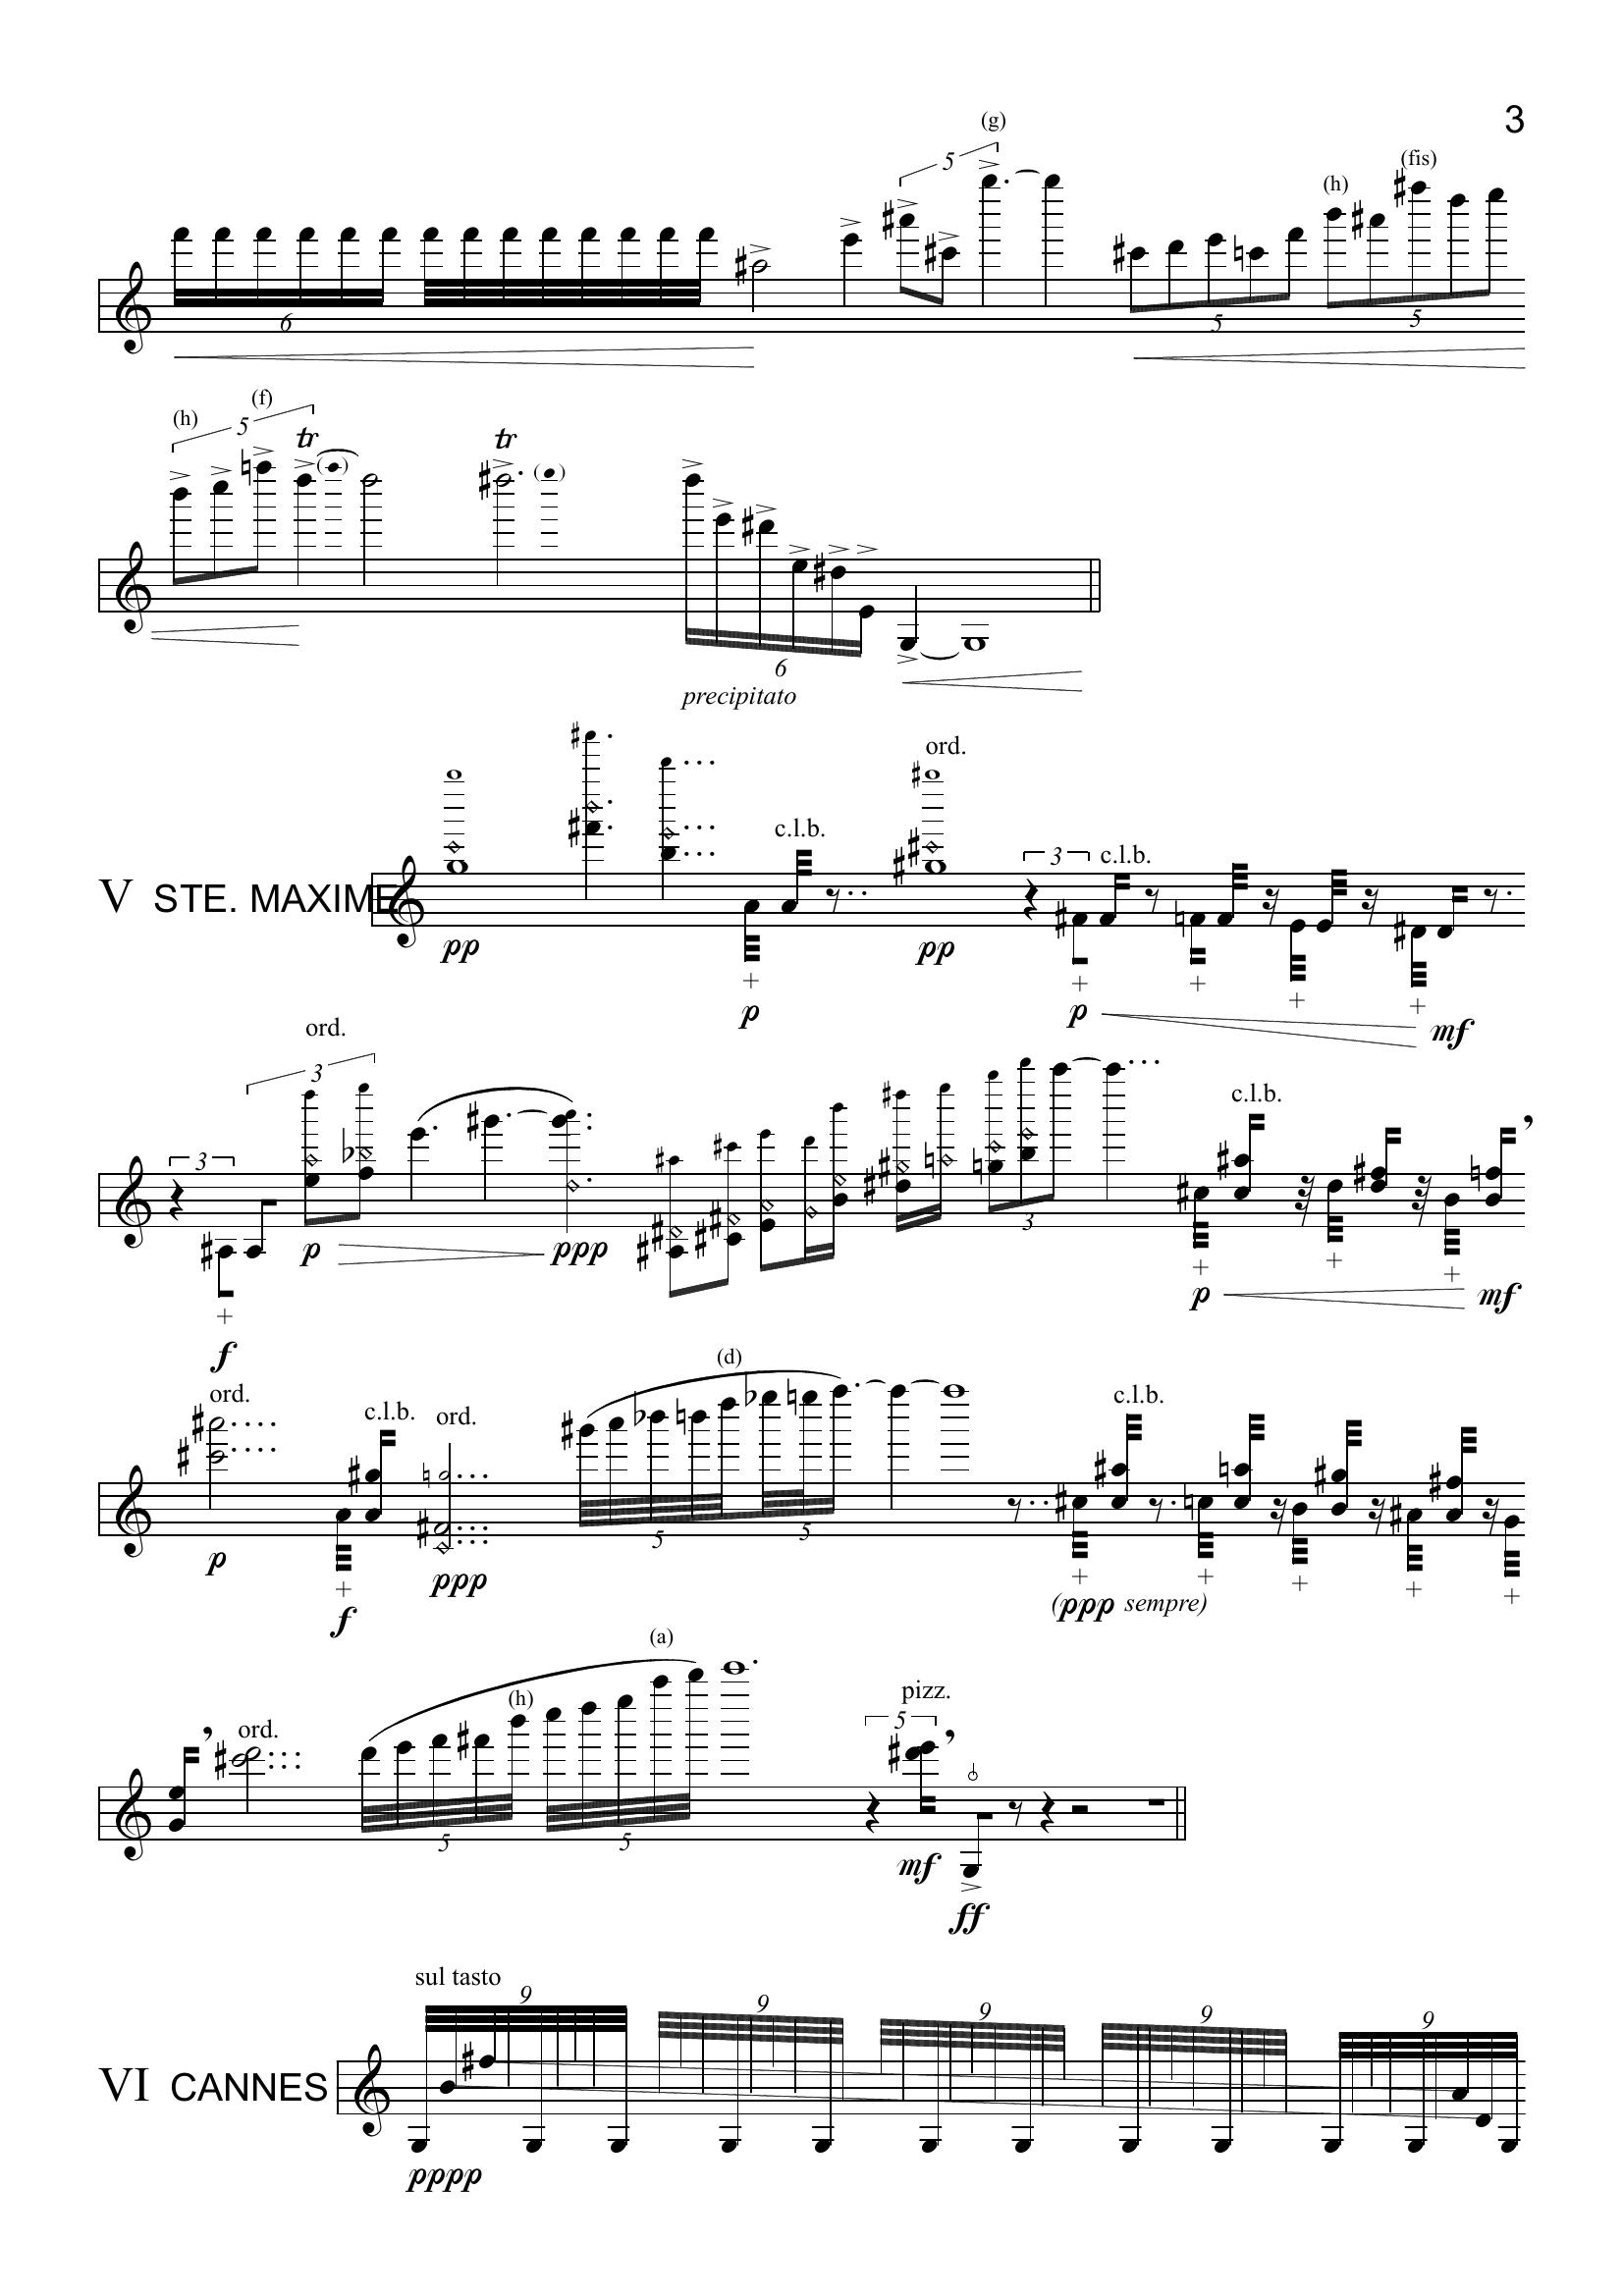 3
(g)
5
(fis)
(h)
6
5
5
(h)
(f)
5
tr
tr
6
precipitato
ord.
c.l.b.
3
c.l.b.
V STE. MAXIME
pp
pp
p
p
mf
ord.
3
3
c.l.b.
3
p
ppp
p
mf
f
(d)
ord.
c.l.b.
ord.
c.l.b.
5
5
p
ppp
f
(ppp sempre)
(a)
(h)
pizz.
ord.
5
5
5
mf
ff
sul tasto
9
9
9
9
9
VI CANNES
pppp